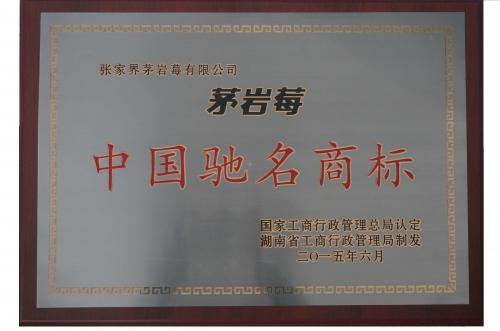 张家界茅岩莓有限公司
茅岩莓
中国驰名商标
国家工商行政管理总局认定
湖南省工商行政管理局制发
二〇一五年六月